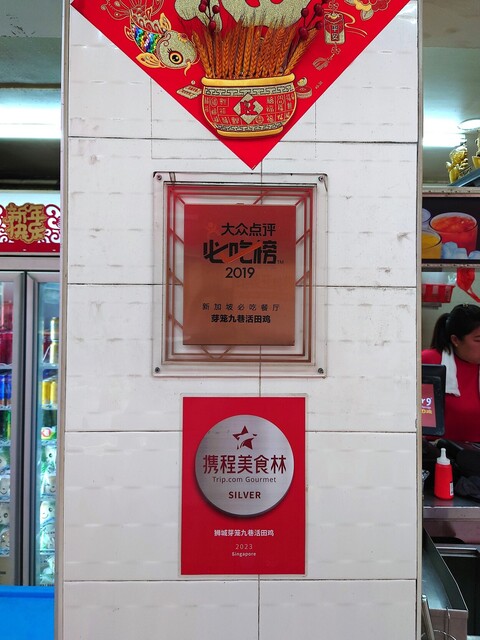 新年
快乐
大众点评
必吃榜™
2019
新加坡必吃餐厅
芽笼九巷活田鸡
携程美食林
Trip.com Gourmet
SILVER
狮城芽笼九巷活田鸡
2023
Singapore